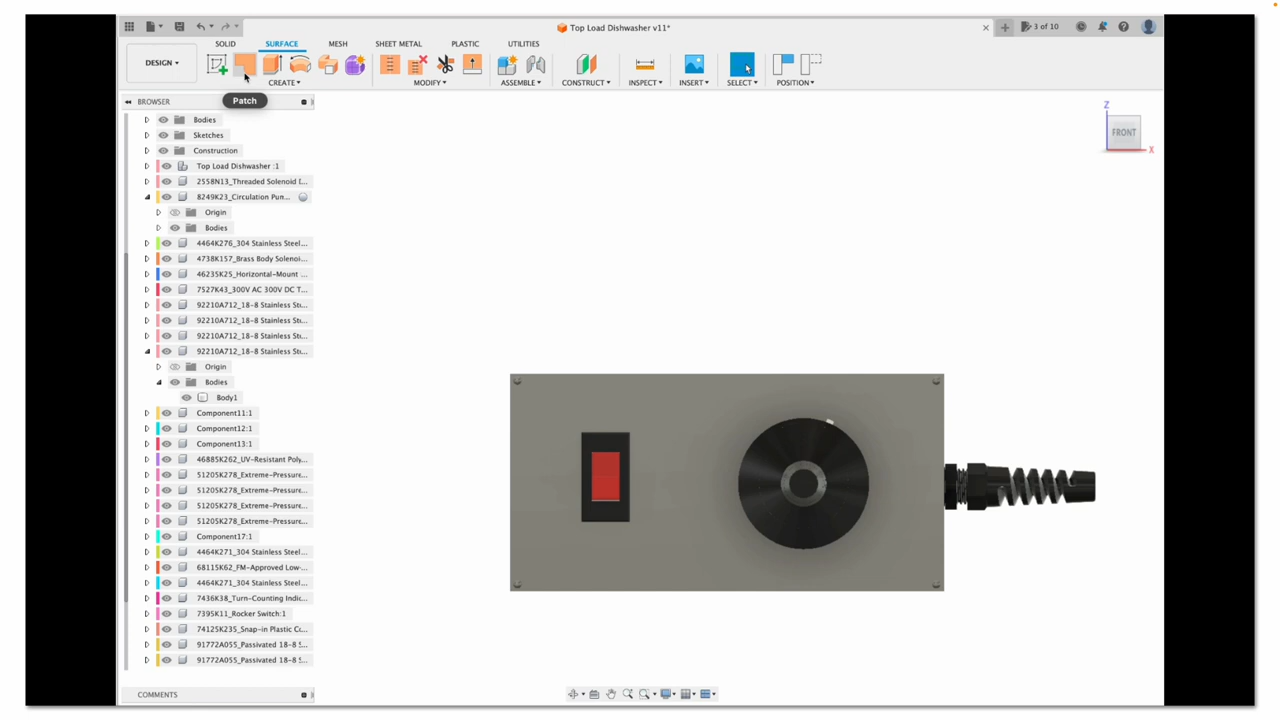 Top Load Dishwasher v11*
3 of 10
SOLID
SURFACE
MESH
SHEET METAL
PLASTIC
UTILITIES
DESIGN
CREATE
MODIFY
ASSEMBLE
CONSTRUCT
INSPECT
INSERT
SELECT
POSITION
Patch
BROWSER
Bodies
Sketches
Construction
Top Load Dishwasher :1
2558N13_Threaded Solenoid I...
8249K23_Circulation Pun...
Origin
Bodies
4464K276_304 Stainless Steel...
4738K157_Brass Body Solenoi...
46235K25_Horizontal-Mount ...
7527K43_300V AC 300V DC T...
92210A712_18-8 Stainless Stu...
92210A712_18-8 Stainless Stu...
92210A712_18-8 Stainless Stu...
92210A712_18-8 Stainless Stu...
Origin
Bodies
Body1
Component11:1
Component12:1
Component13:1
46885K262_UV-Resistant Poly...
51205K278_Extreme-Pressure...
51205K278_Extreme-Pressure...
51205K278_Extreme-Pressure...
51205K278_Extreme-Pressure...
Component17:1
4464K271_304 Stainless Steel...
68115K62_FM-Approved Low-...
4464K271_304 Stainless Steel...
7436K38_Turn-Counting Indic...
7395K11_Rocker Switch:1
74125K235_Snap-in Plastic Co...
91772A055_Passivated 18-8 S...
91772A055_Passivated 18-8 S...
COMMENTS
Z
FRONT
X